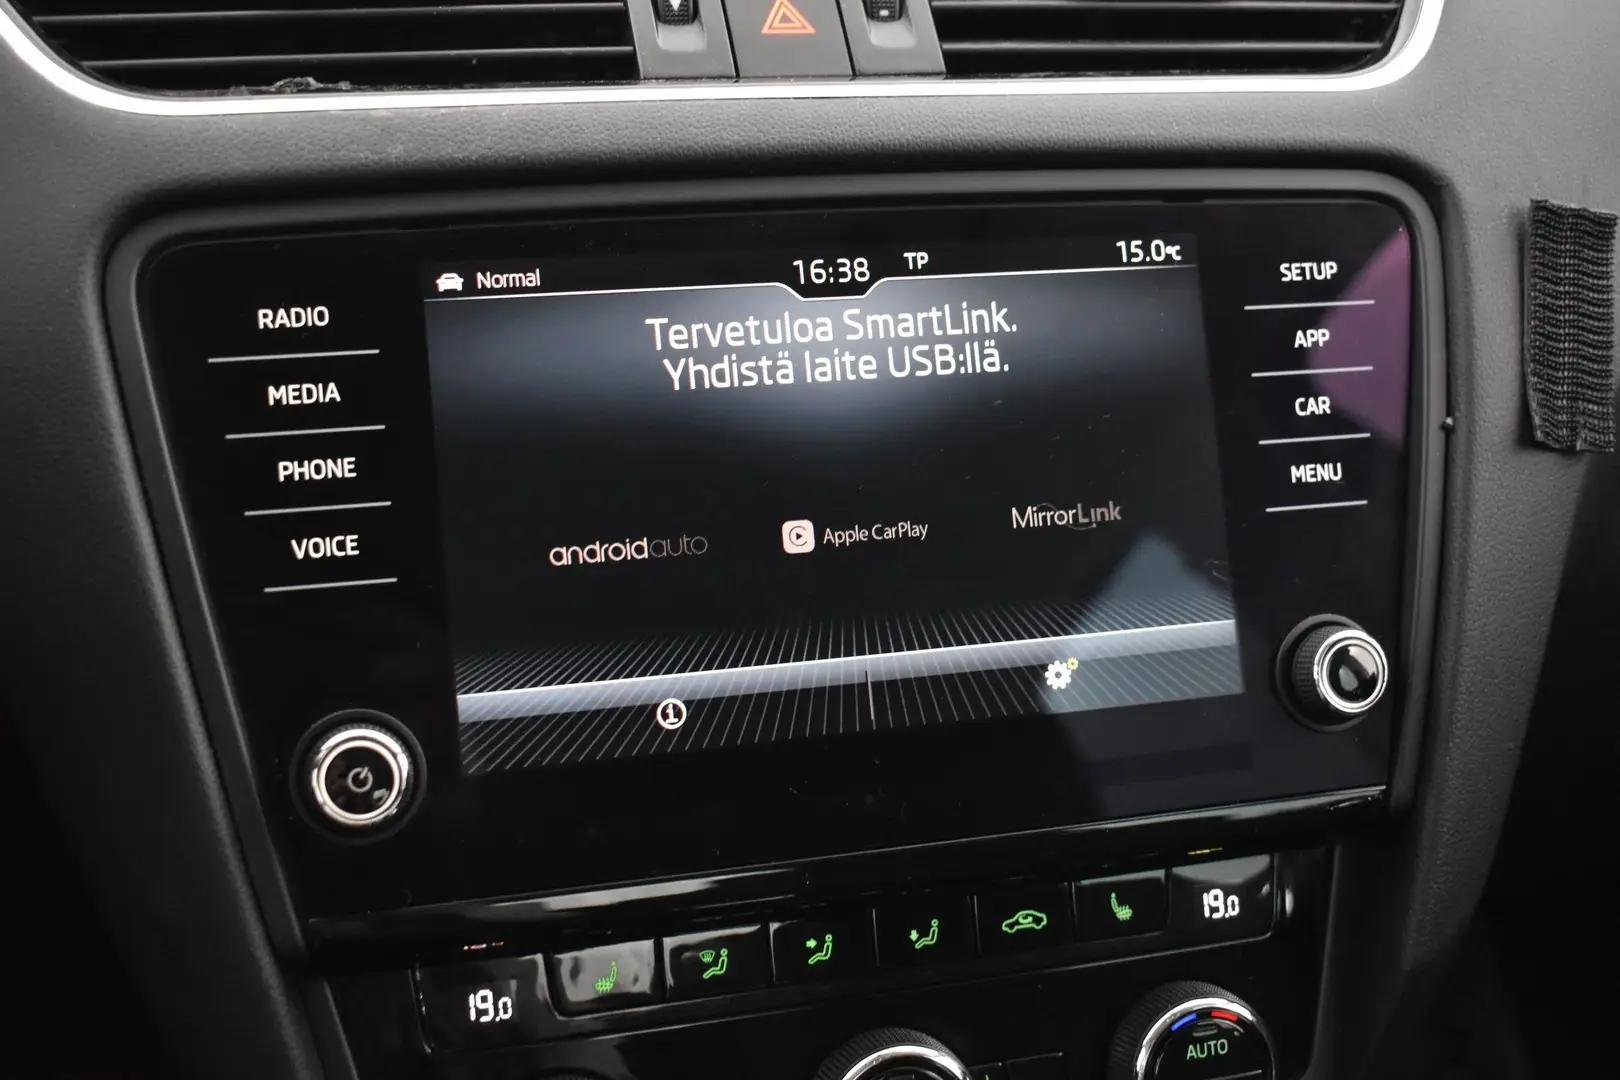 Normal
16:38
TP
15.0°C
RADIO
MEDIA
PHONE
VOICE
Tervetuloa SmartLink.
Yhdistä laite USB:llä.
androidauto
Apple CarPlay
MirrorLink
SETUP
APP
CAR
MENU
19.0
19.0
AUTO